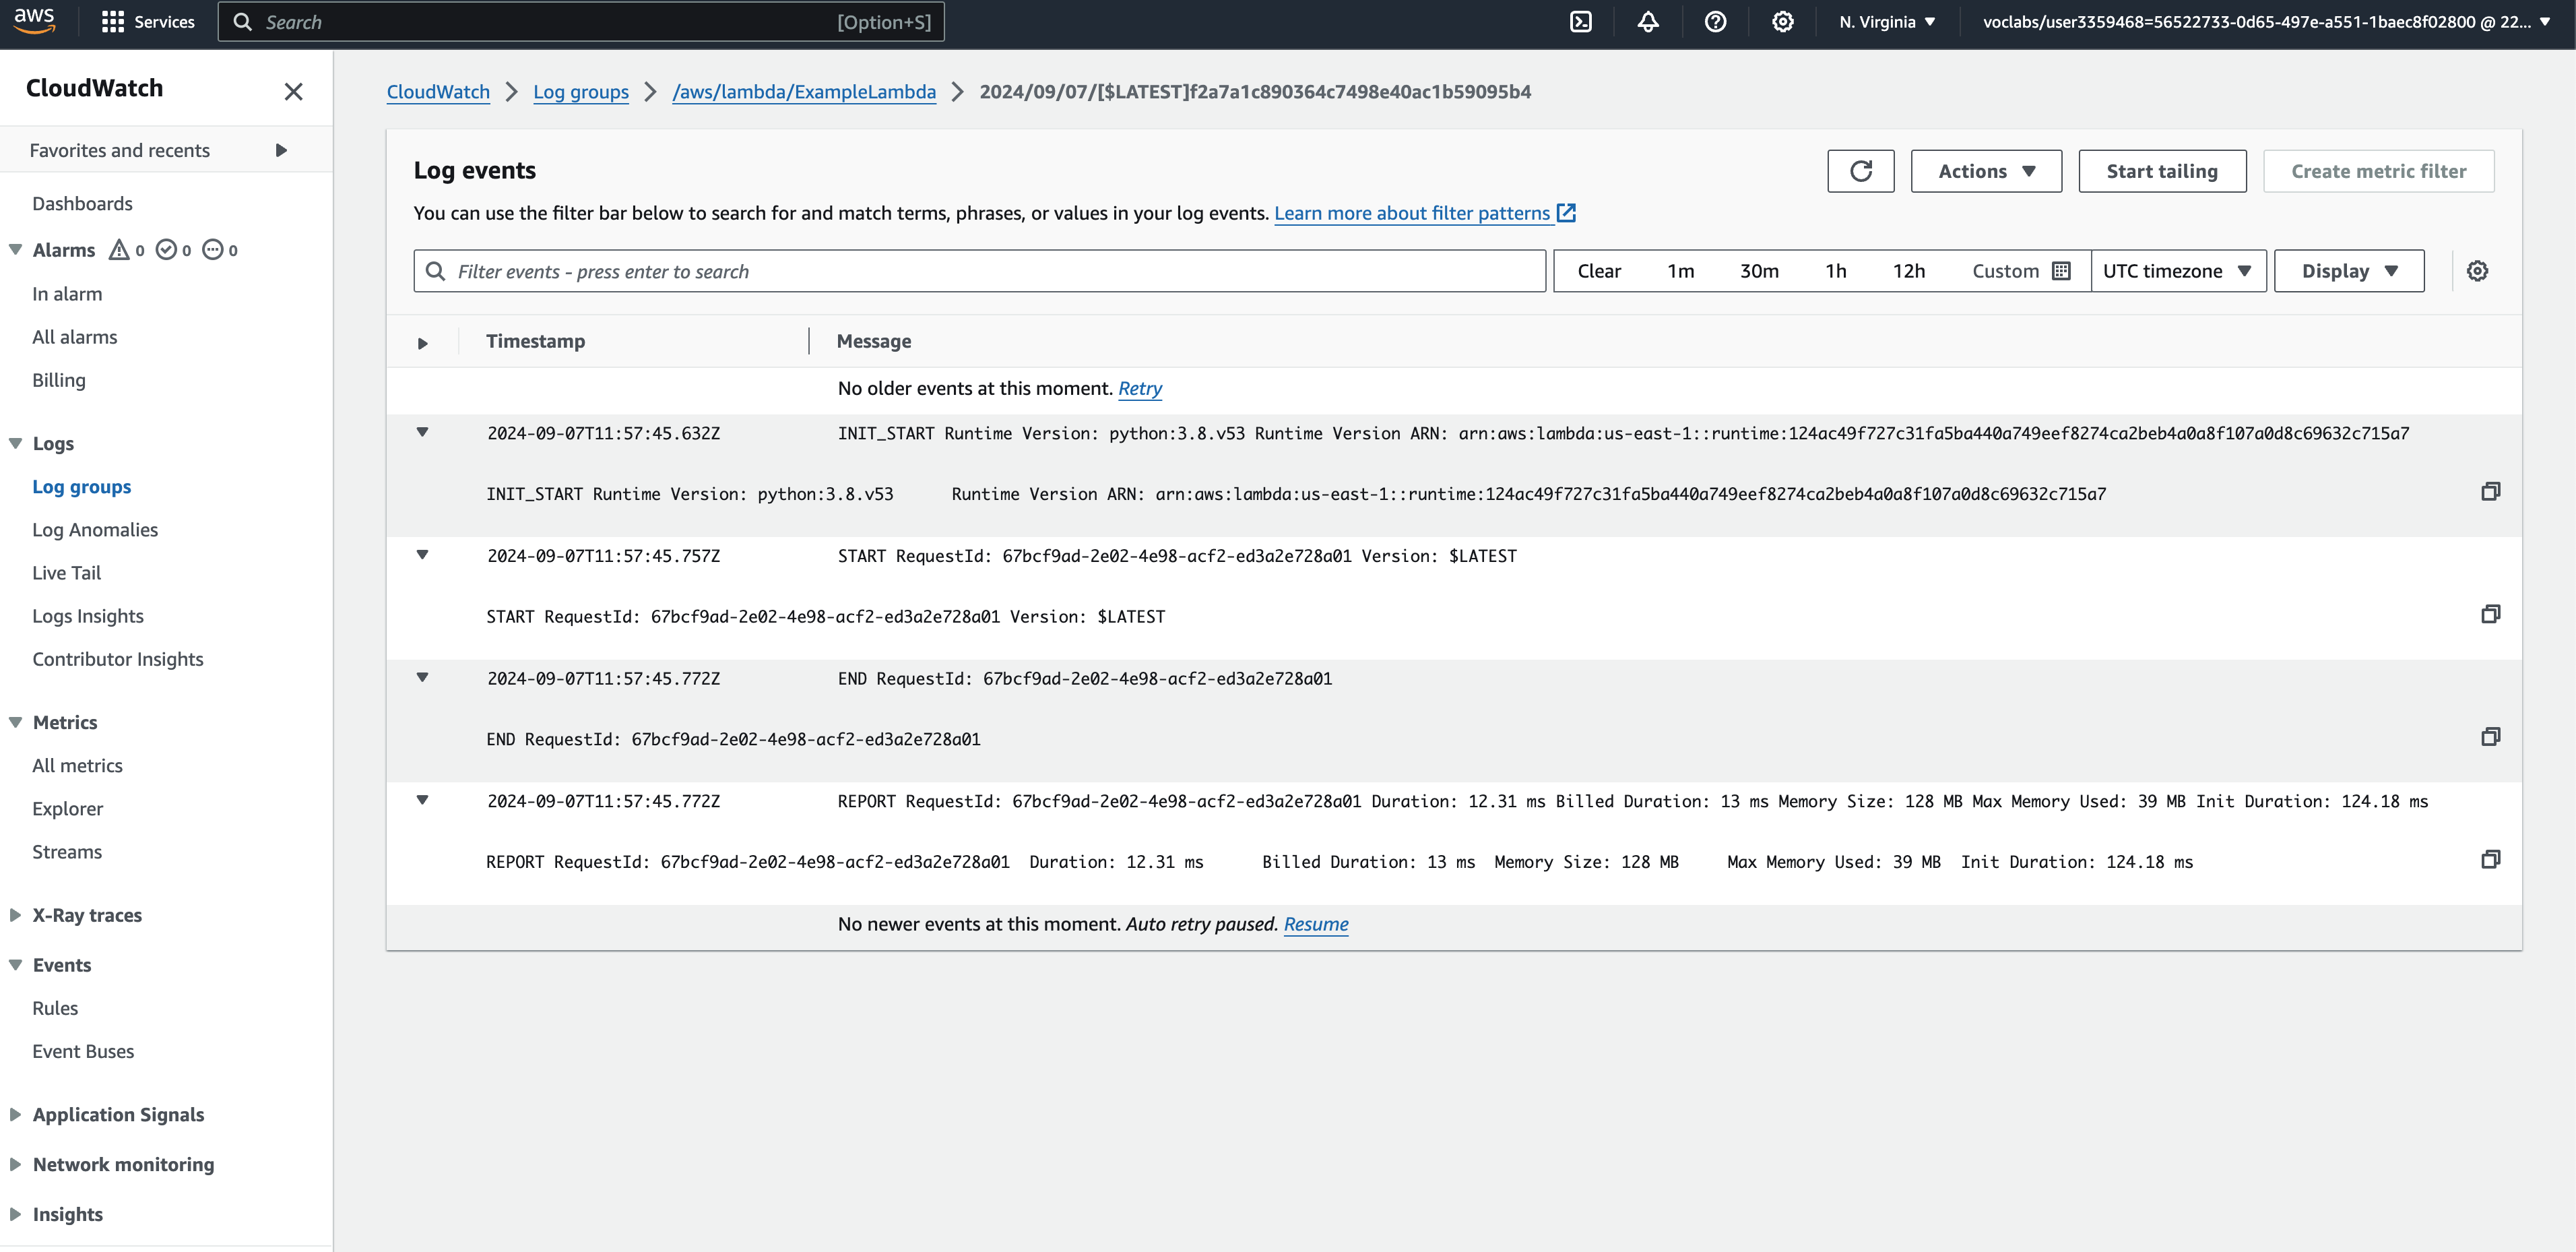 aws
Services
Search
[Option+S]
N. Virginia
voclabs/user3359468=56522733-0d65-497e-a551-1baec8f02800 @ 22...
CloudWatch
Favorites and recents
Dashboards
Alarms 0 0 0
In alarm
All alarms
Billing
Logs
Log groups
Log Anomalies
Live Tail
Logs Insights
Contributor Insights
Metrics
All metrics
Explorer
Streams
X-Ray traces
Events
Rules
Event Buses
Application Signals
Network monitoring
Insights
CloudWatch > Log groups > /aws/lambda/ExampleLambda > 2024/09/07/[$LATEST]f2a7a1c890364c7498e40ac1b59095b4
Log events
Actions
Start tailing
Create metric filter
You can use the filter bar below to search for and match terms, phrases, or values in your log events. Learn more about filter patterns
Filter events - press enter to search
Clear 1m 30m 1h 12h Custom
UTC timezone
Display
Timestamp Message
No older events at this moment. Retry
2024-09-07T11:57:45.632Z INIT_START Runtime Version: python:3.8.v53 Runtime Version ARN: arn:aws:lambda:us-east-1::runtime:124ac49f727c31fa5ba440a749eef8274ca2beb4a0a8f107a0d8c69632c715a7
INIT_START Runtime Version: python:3.8.v53 Runtime Version ARN: arn:aws:lambda:us-east-1::runtime:124ac49f727c31fa5ba440a749eef8274ca2beb4a0a8f107a0d8c69632c715a7
2024-09-07T11:57:45.757Z START RequestId: 67bcf9ad-2e02-4e98-acf2-ed3a2e728a01 Version: $LATEST
START RequestId: 67bcf9ad-2e02-4e98-acf2-ed3a2e728a01 Version: $LATEST
2024-09-07T11:57:45.772Z END RequestId: 67bcf9ad-2e02-4e98-acf2-ed3a2e728a01
END RequestId: 67bcf9ad-2e02-4e98-acf2-ed3a2e728a01
2024-09-07T11:57:45.772Z REPORT RequestId: 67bcf9ad-2e02-4e98-acf2-ed3a2e728a01 Duration: 12.31 ms Billed Duration: 13 ms Memory Size: 128 MB Max Memory Used: 39 MB Init Duration: 124.18 ms
REPORT RequestId: 67bcf9ad-2e02-4e98-acf2-ed3a2e728a01 Duration: 12.31 ms Billed Duration: 13 ms Memory Size: 128 MB Max Memory Used: 39 MB Init Duration: 124.18 ms
No newer events at this moment. Auto retry paused. Resume